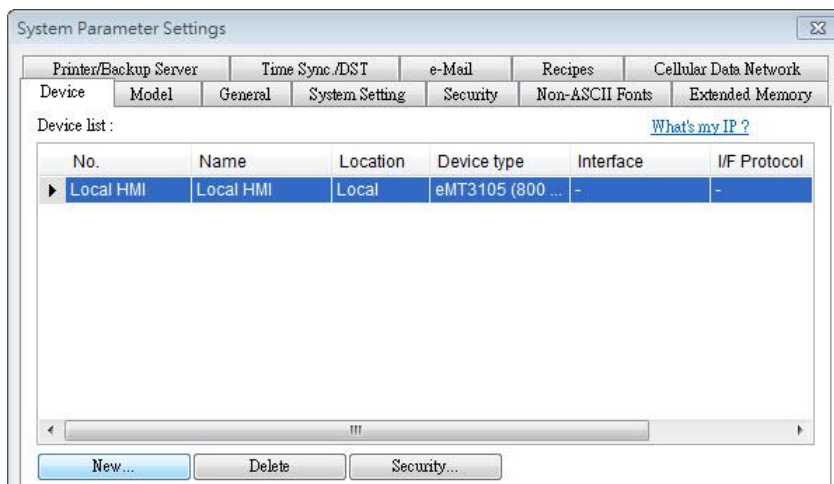 System Parameter Settings
Printer/Backup Server Time Sync./DST e-Mail Recipes Cellular Data Network
Device Model General System Setting Security Non-ASCII Fonts Extended Memory
Device list : What's my IP ?
No. Name Location Device type Interface I/F Protocol
Local HMI Local HMI Local eMT3105 (800 ... - -
New... Delete Security...